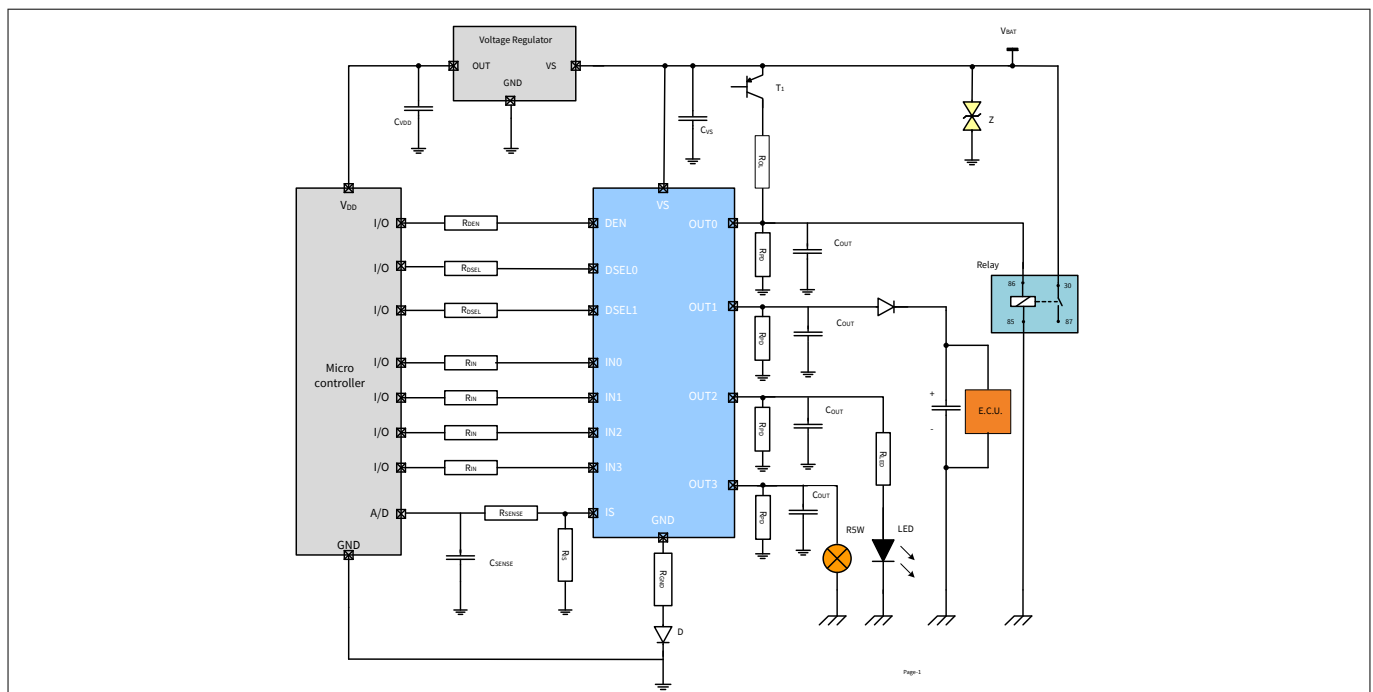 Voltage Regulator
OUT
VS
GND
VBAT
T1
CVDD
CVS
Z
ROL
VDD
VS
I/O
RDEN
DEN
OUT0
RPD
COUT
I/O
RDSEL
DSEL0
Relay
86
30
85
87
I/O
RDSEL
DSEL1
OUT1
RPD
COUT
Micro
controller
I/O
RIN
IN0
I/O
RIN
IN1
OUT2
RPD
COUT
+
-
E.C.U.
I/O
RIN
IN2
RLED
I/O
RIN
IN3
OUT3
RPD
COUT
A/D
RSENSE
IS
GND
R5W
LED
GND
CSENSE
RIS
RGND
D
Page-1